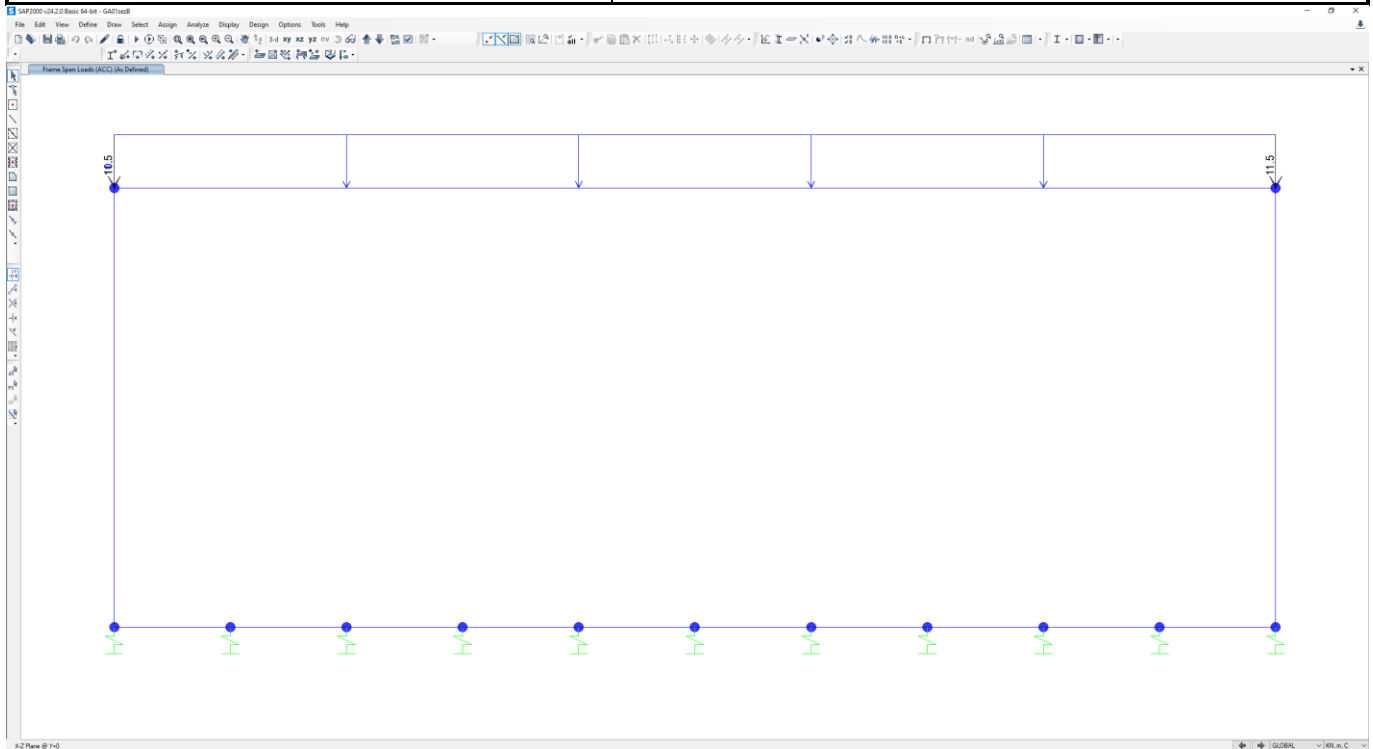 SAP2000 v24.2.0 Basic 64-bit - GA01sezB
File Edit View Define Draw Select Assign Analyze Display Design Options Tools Help
3-d xy xz yz nv
nd
Frame Span Loads (ACC) (As Defined)
11.5
X-Z Plane @ Y=0
GLOBAL
KN, m, C